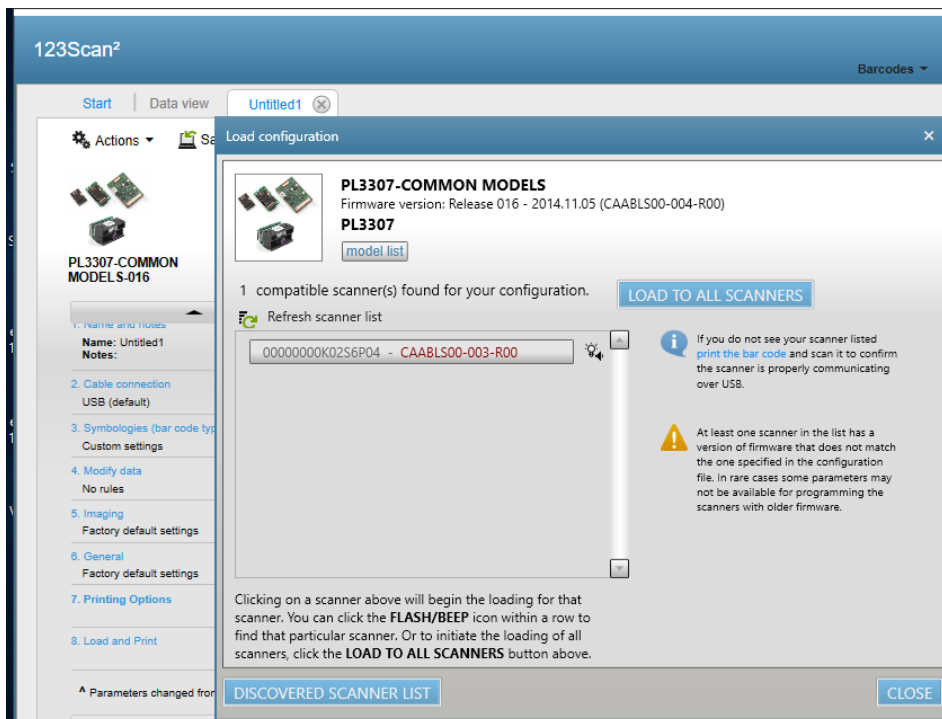 123Scan²
Barcodes
Start
Data view
Untitled1
Actions
Load configuration
PL3307-COMMON MODELS
Firmware version: Release 016 - 2014.11.05 (CAABLS00-004-R00)
PL3307
model list
PL3307-COMMON
MODELS-016
1 compatible scanner(s) found for your configuration.
LOAD TO ALL SCANNERS
Refresh scanner list
00000000K02S6P04 - CAABLS00-003-R00
If you do not see your scanner listed
print the bar code and scan it to confirm
the scanner is properly communicating
over USB.
At least one scanner in the list has a
version of firmware that does not match
the one specified in the configuration
file. In rare cases some parameters may
not be available for programming the
scanners with older firmware.
1. Name and notes
Name: Untitled1
Notes:
2. Cable connection
USB (default)
3. Symbologies (bar code typ
Custom settings
4. Modify data
No rules
5. Imaging
Factory default settings
6. General
Factory default settings
7. Printing Options
8. Load and Print
^ Parameters changed from
Clicking on a scanner above will begin the loading for that
scanner. You can click the FLASH/BEEP icon within a row to
find that particular scanner. Or to initiate the loading of all
scanners, click the LOAD TO ALL SCANNERS button above.
DISCOVERED SCANNER LIST
CLOSE